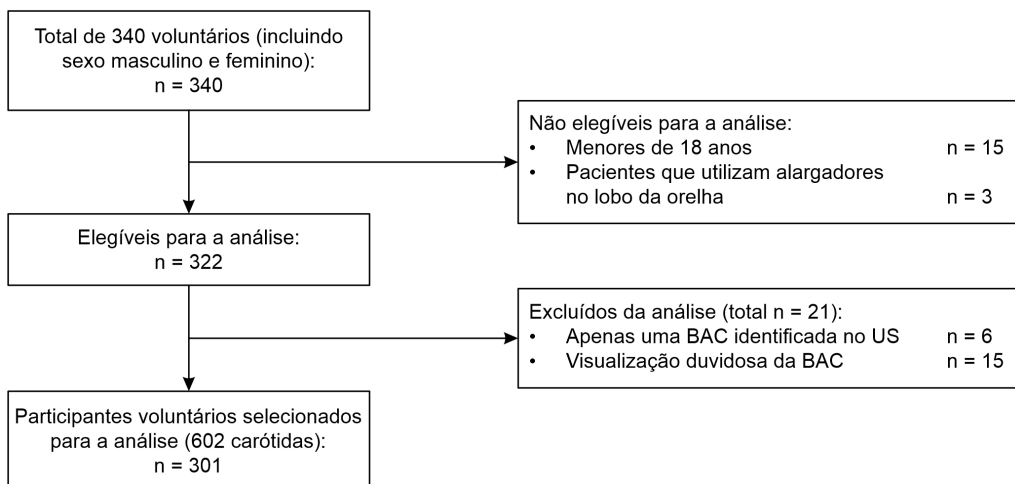 Total de 340 voluntários (incluindo
sexo masculino e feminino):
n = 340
Não elegíveis para a análise:
• Menores de 18 anos n = 15
• Pacientes que utilizam alargadores
no lobo da orelha n = 3
Elegíveis para a análise:
n = 322
Excluídos da análise (total n = 21):
• Apenas uma BAC identificada no US n = 6
• Visualização duvidosa da BAC n = 15
Participantes voluntários selecionados
para a análise (602 carótidas):
n = 301